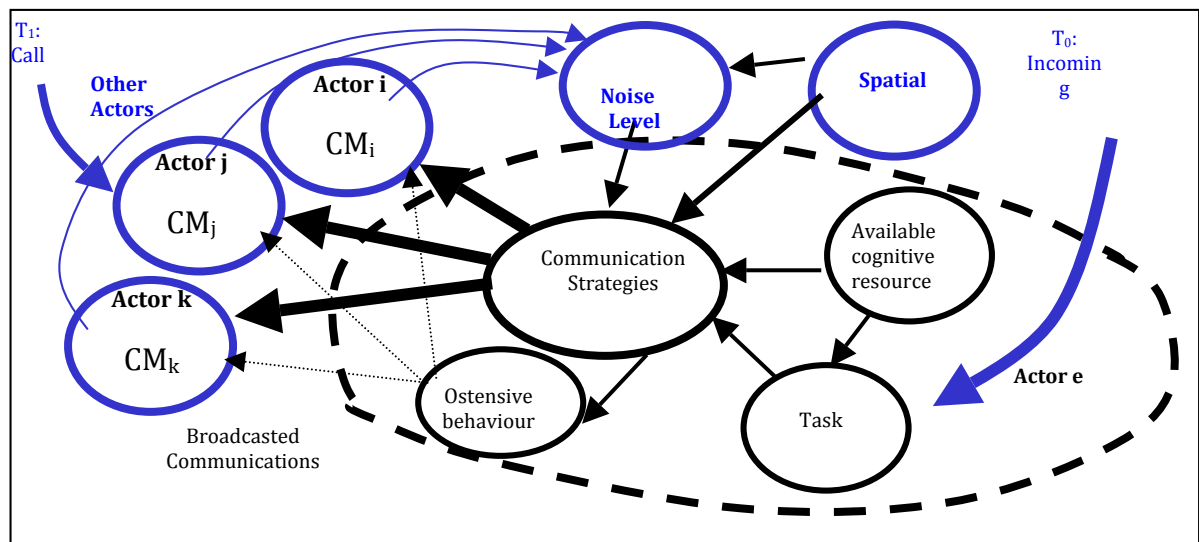 T₁:
Call
Other
Actors
Actor i
CMᵢ
Noise
Level
Spatial
T₀:
Incomin
g
Actor j
CMⱼ
Actor k
CMₖ
Communication
Strategies
Available
cognitive
resource
Ostensive
behaviour
Task
Actor e
Broadcasted
Communications